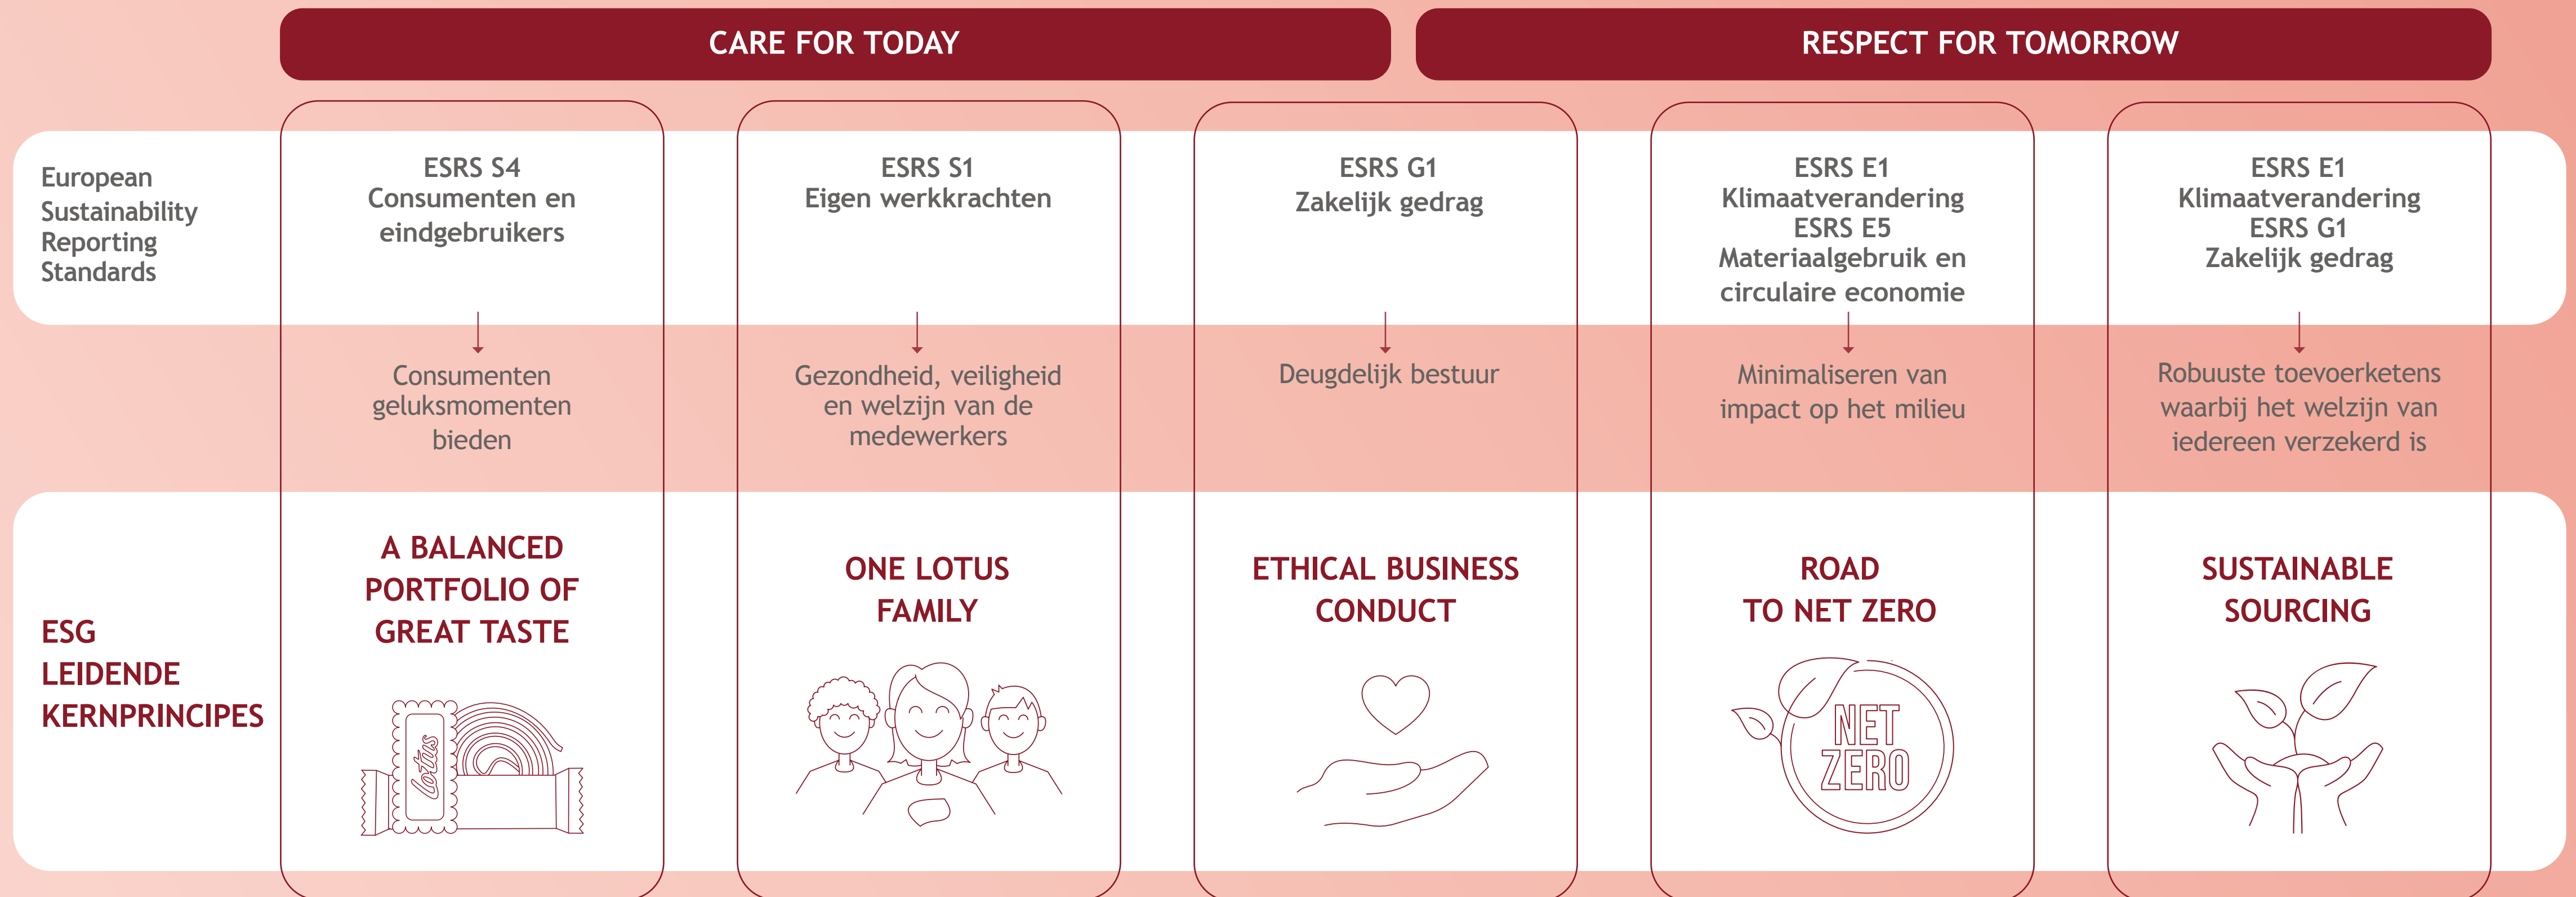 CARE FOR TODAY
RESPECT FOR TOMORROW
European
Sustainability
Reporting
Standards
ESRS S4
Consumenten en
eindgebruikers
ESRS S1
Eigen werkkrachten
ESRS G1
Zakelijk gedrag
ESRS E1
Klimaatverandering
ESRS E5
Materiaalgebruik en
circulaire economie
ESRS E1
Klimaatverandering
ESRS G1
Zakelijk gedrag
Consumenten
geluksmomenten
bieden
Gezondheid, veiligheid
en welzijn van de
medewerkers
Deugdelijk bestuur
Minimaliseren van
impact op het milieu
Robuuste toevoerketens
waarbij het welzijn van
iedereen verzekerd is
ESG
LEIDENDE
KERNPRINCIPES
A BALANCED
PORTFOLIO OF
GREAT TASTE
Lotus
ONE LOTUS
FAMILY
ETHICAL BUSINESS
CONDUCT
ROAD
TO NET ZERO
NET
ZERO
SUSTAINABLE
SOURCING